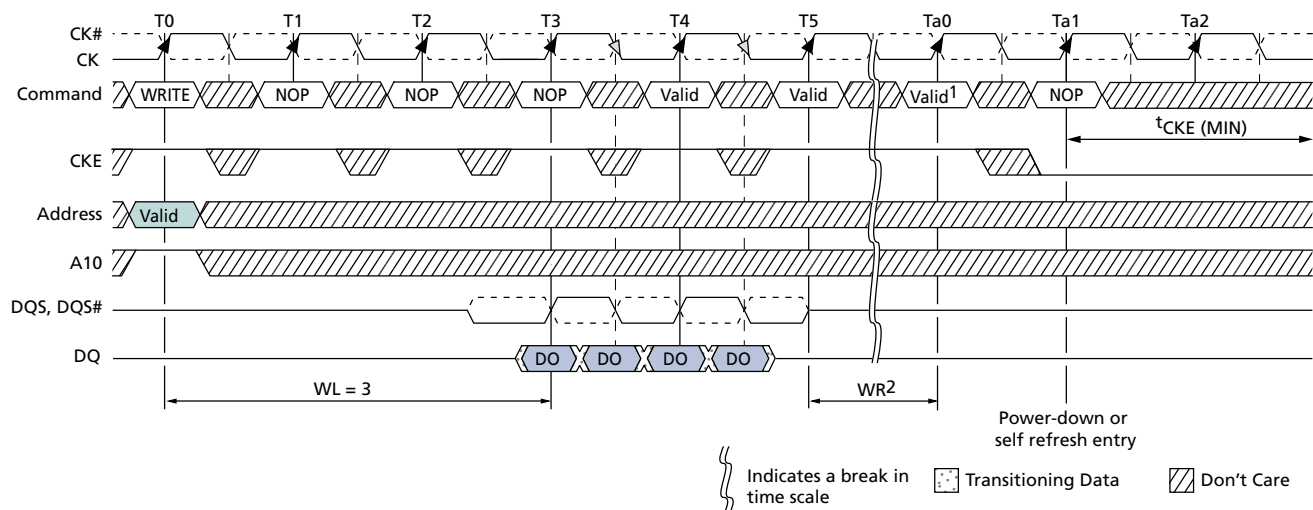 T0 T1 T2 T3 T4 T5 Ta0 Ta1 Ta2
CK#
CK
Command WRITE NOP NOP NOP Valid Valid Valid1 NOP
tCKE (MIN)
CKE
Address Valid
A10
DQS, DQS#
DQ DO DO DO DO
WL = 3 WR2
Power-down or
self refresh entry
Indicates a break in
time scale
Transitioning Data
Don't Care